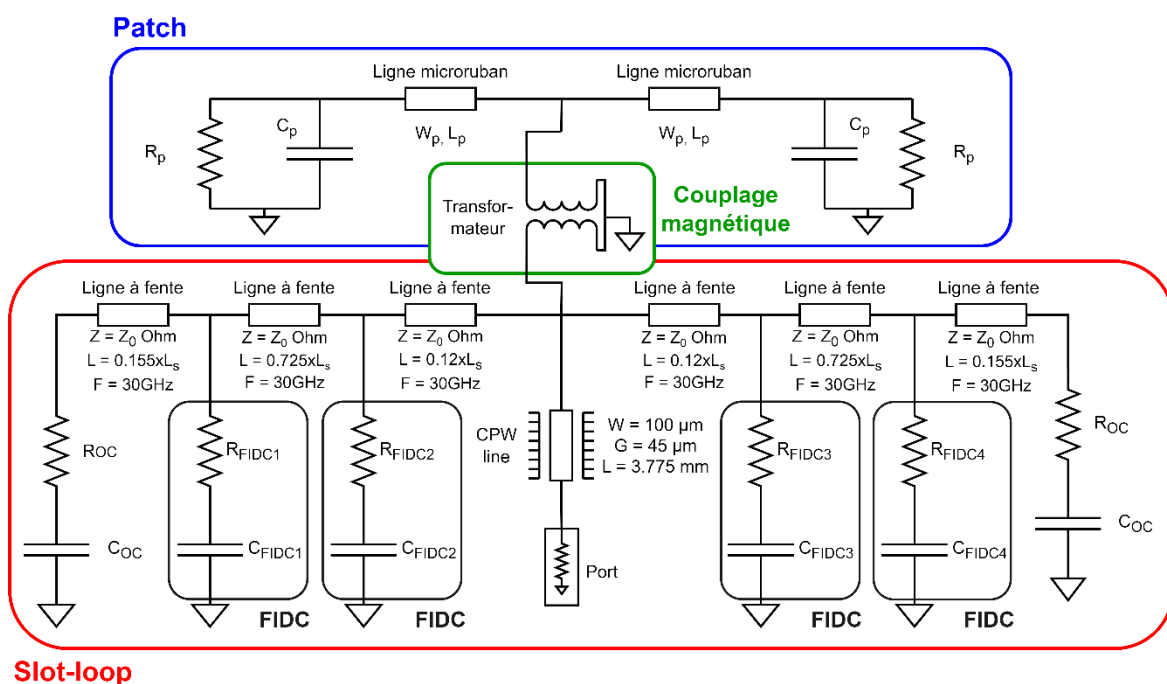 Patch
Ligne microruban
Ligne microruban
Cₚ
Rₚ
Wₚ, Lₚ
Wₚ, Lₚ
Cₚ
Rₚ
Transfor-
mateur
Couplage
magnétique
Ligne à fente
Z = Z₀ Ohm
L = 0.155xLₛ
F = 30GHz
Ligne à fente
Z = Z₀ Ohm
L = 0.725xLₛ
F = 30GHz
Ligne à fente
Z = Z₀ Ohm
L = 0.12xLₛ
F = 30GHz
Ligne à fente
Z = Z₀ Ohm
L = 0.12xLₛ
F = 30GHz
Ligne à fente
Z = Z₀ Ohm
L = 0.725xLₛ
F = 30GHz
Ligne à fente
Z = Z₀ Ohm
L = 0.155xLₛ
F = 30GHz
ROC
RFIDC1
RFIDC2
CPW
line
W = 100 µm
G = 45 µm
L = 3.775 mm
RFIDC3
RFIDC4
ROC
COC
CFIDC1
CFIDC2
Port
CFIDC3
CFIDC4
COC
FIDC
FIDC
FIDC
FIDC
Slot-loop